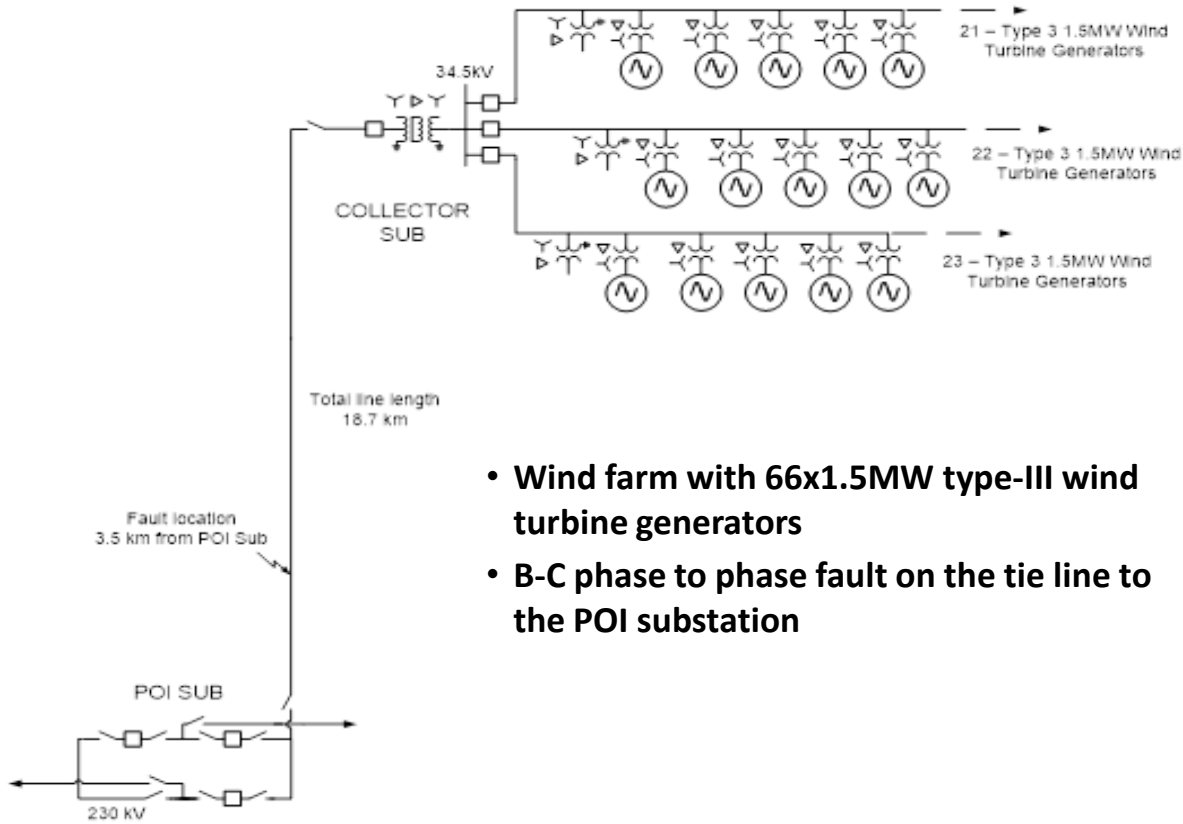 21 – Type 3 1.5MW Wind
Turbine Generators
34.5kV
22 – Type 3 1.5MW Wind
Turbine Generators
COLLECTOR
SUB
23 – Type 3 1.5MW Wind
Turbine Generators
Total line length
18.7 km
• Wind farm with 66x1.5MW type-III wind
turbine generators
Fault location
3.5 km from POI Sub
• B-C phase to phase fault on the tie line to
the POI substation
POI SUB
230 kV